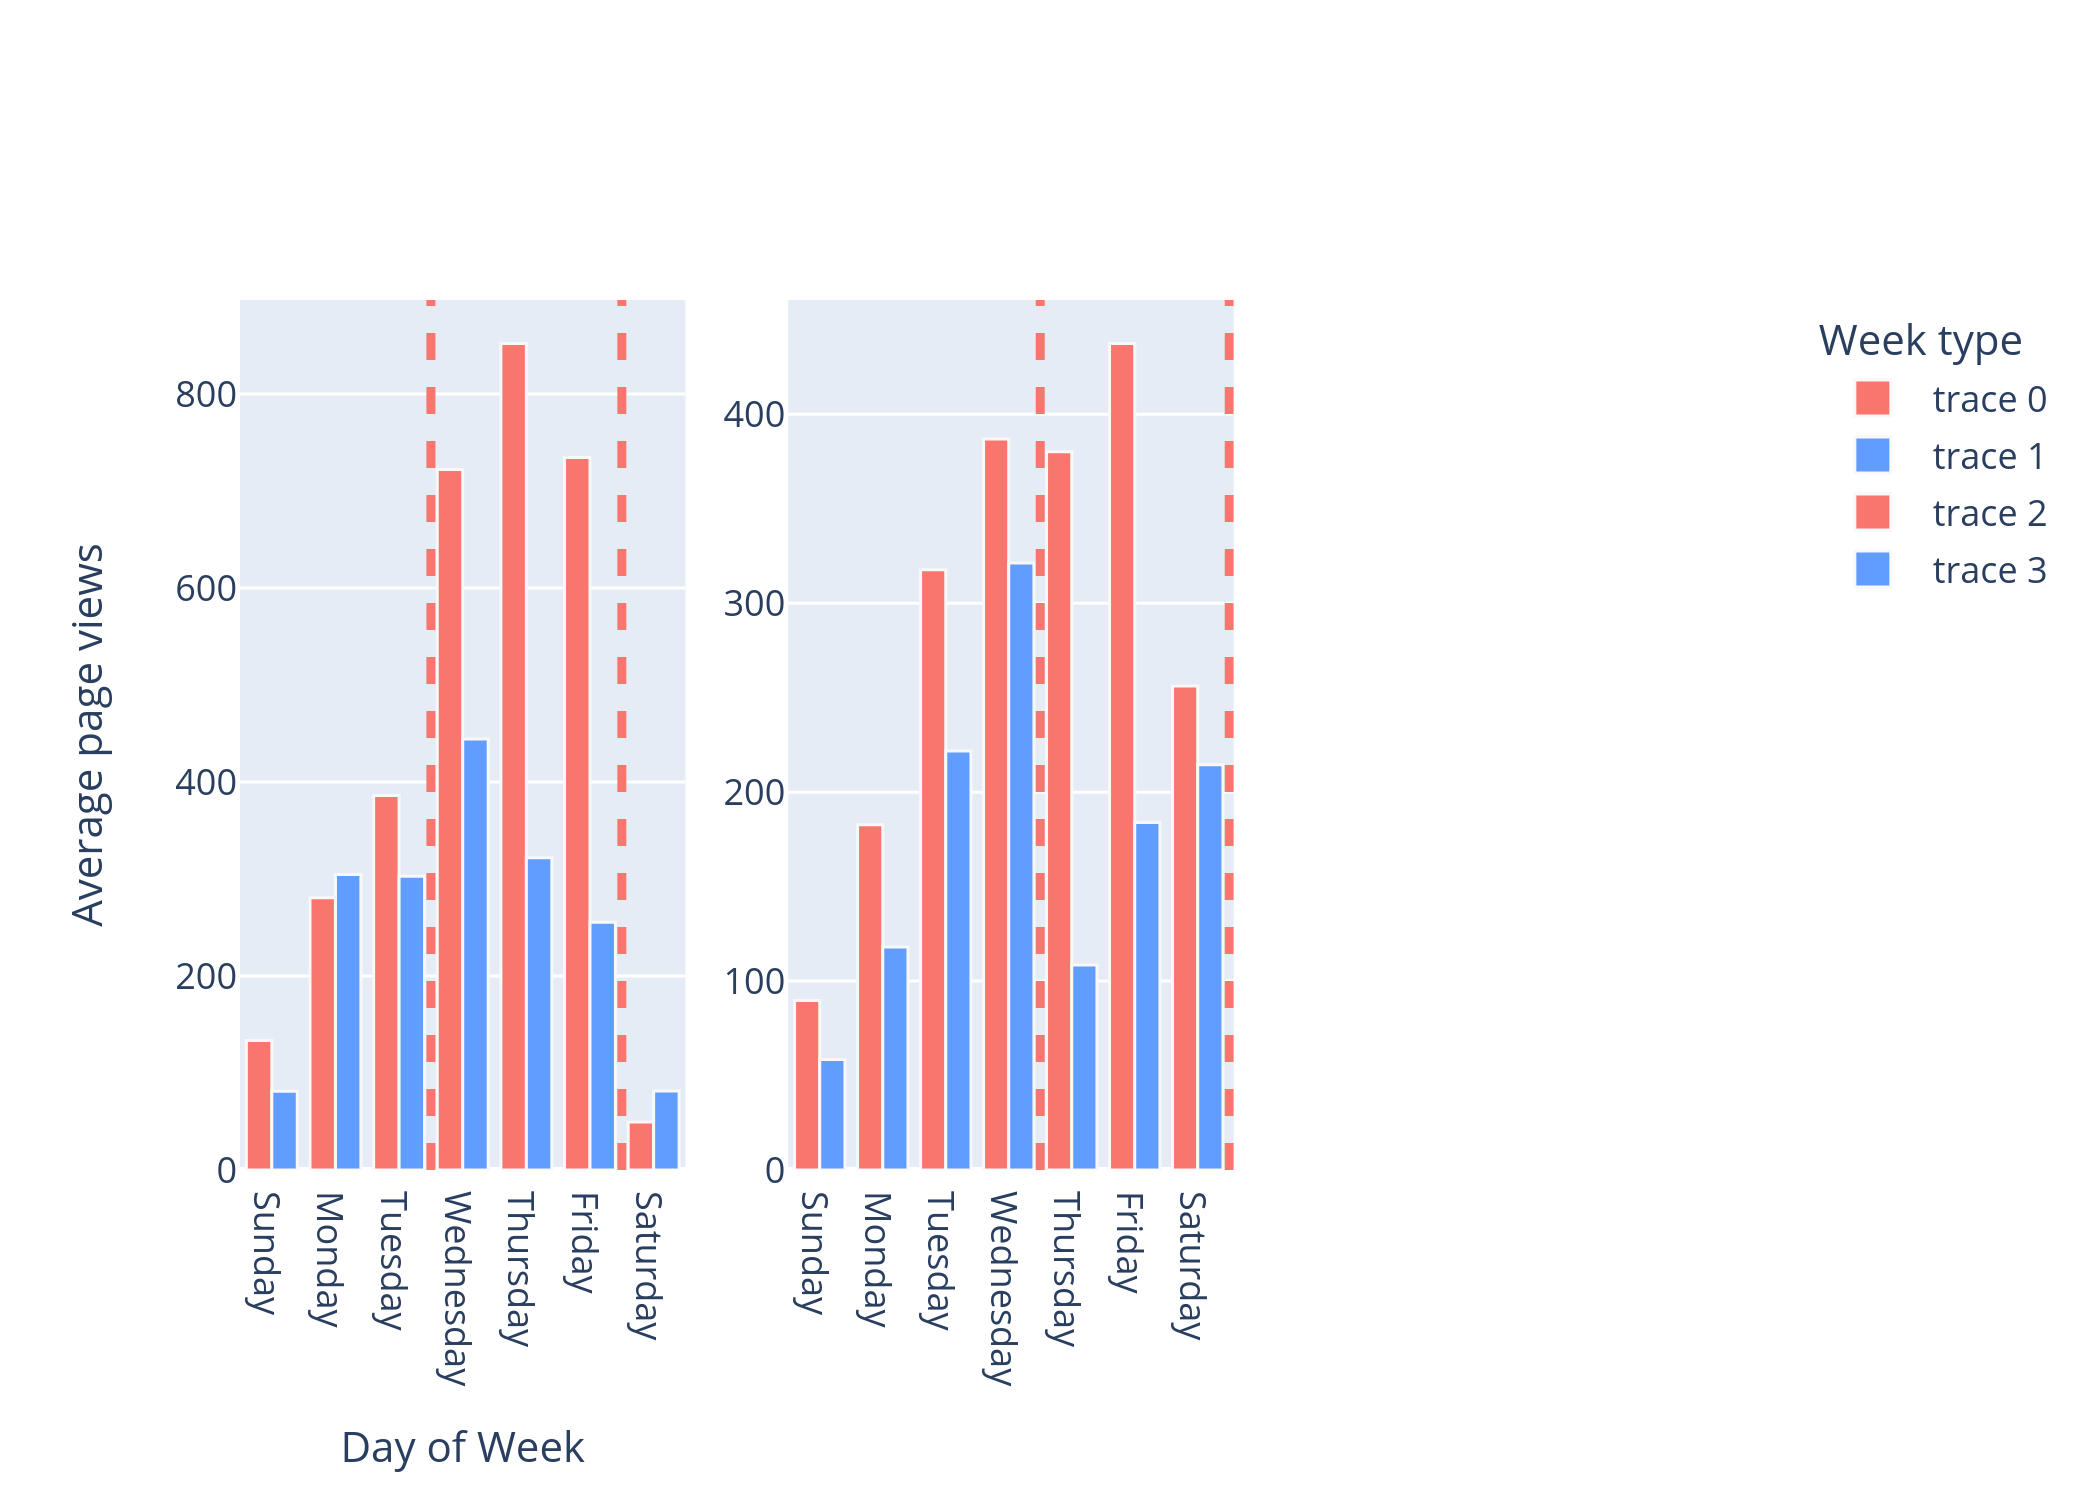 Average page views
800
600
400
200
0
Sunday
Monday
Tuesday
Wednesday
Thursday
Friday
Saturday
Day of Week
400
300
200
100
0
Sunday
Monday
Tuesday
Wednesday
Thursday
Friday
Saturday
Week type
trace 0
trace 1
trace 2
trace 3